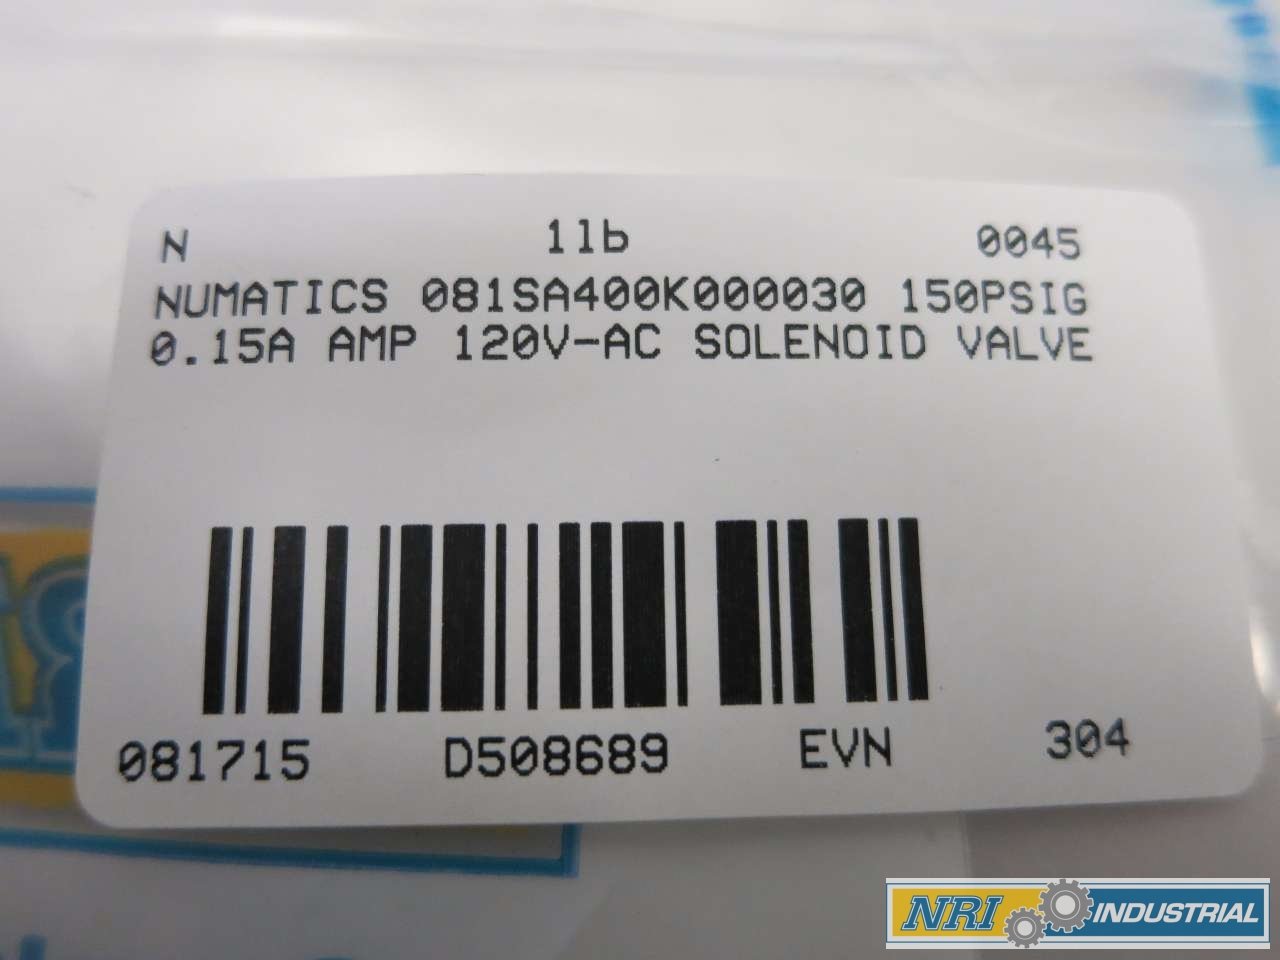 N 1lb 0045
NUMATICS 081SA400K000030 150PSIG
0.15A AMP 120V-AC SOLENOID VALVE
081715 D508689 EVN 304
NRI INDUSTRIAL